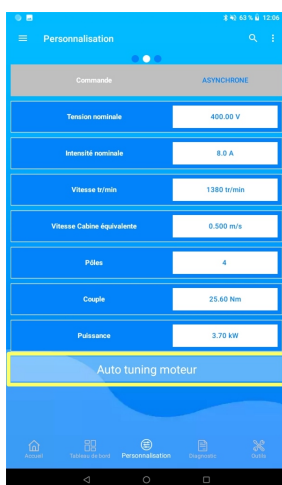 63 % 12:06
Personnalisation
Commande ASYNCHRONE
Tension nominale 400.00 V
Intensité nominale 8.0 A
Vitesse tr/min 1380 tr/min
Vitesse Cabine équivalente 0.500 m/s
Pôles 4
Couple 25.60 Nm
Puissance 3.70 kW
Auto tuning moteur
Accueil Tableau de bord Personnalisation Diagnostic Outils